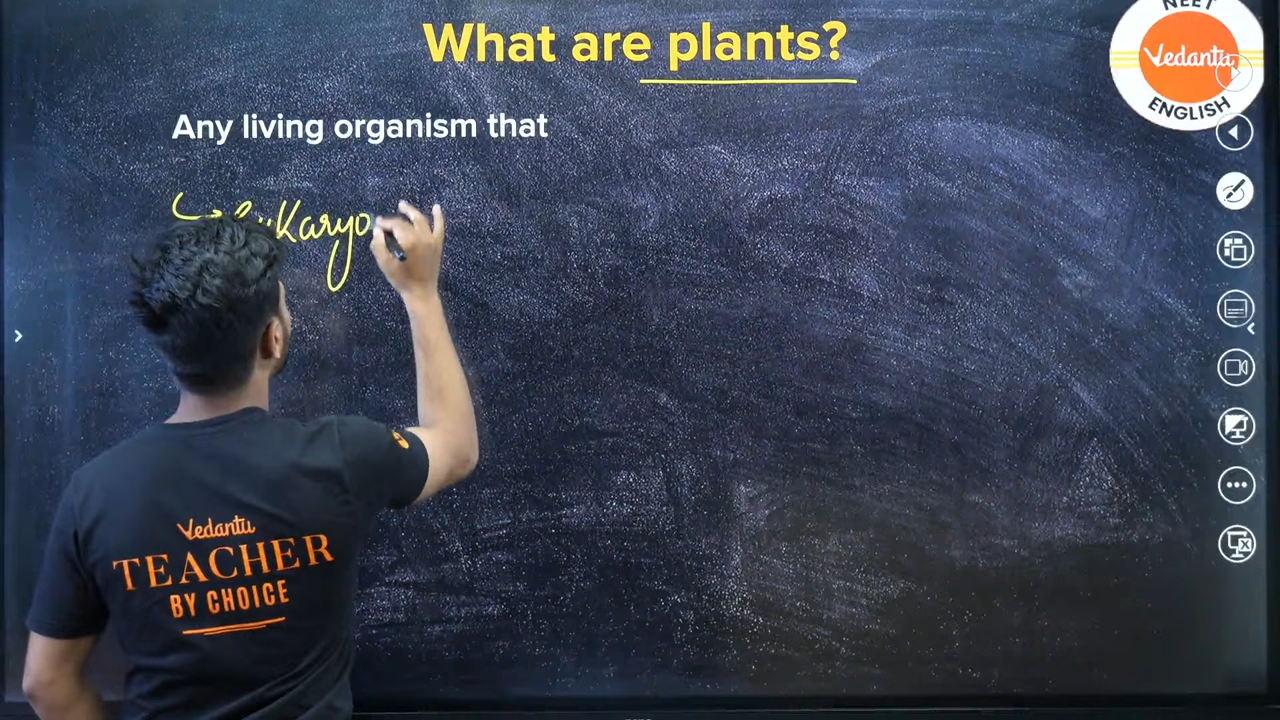 What are plants?
NEET
Vedantu
ENGLISH
Any living organism that
Vedantu
TEACHER
BY CHOICE